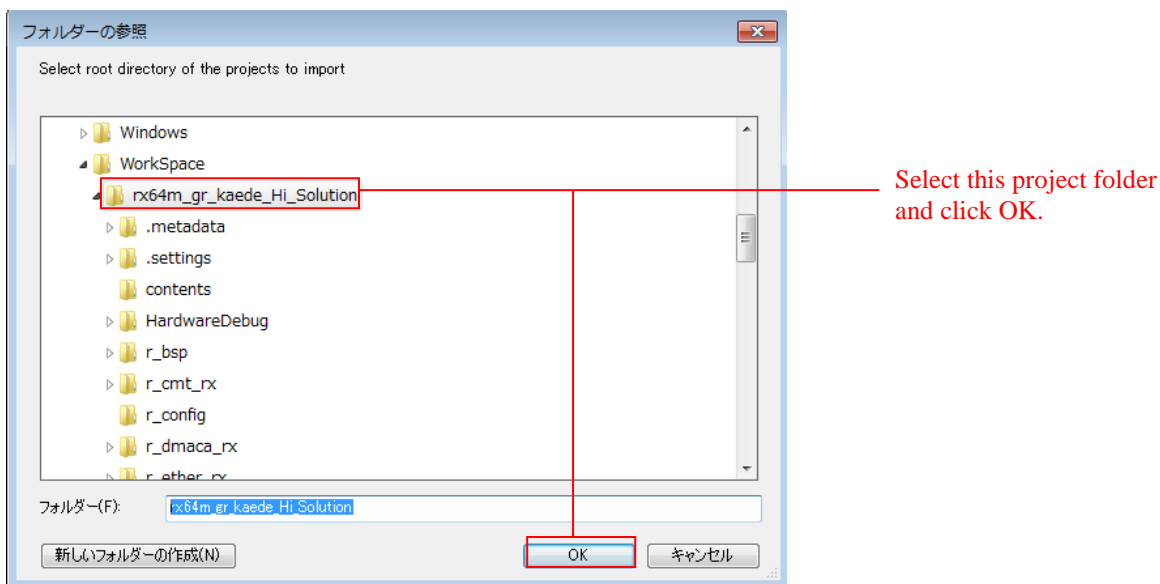 フォルダーの参照
Select root directory of the projects to import
Windows
WorkSpace
rx64m_gr_kaede_Hi_Solution
Select this project folder
and click OK.
.metadata
.settings
contents
HardwareDebug
r_bsp
r_cmt_rx
r_config
r_dmaca_rx
r_ether_rx
フォルダー(F):
rx64m_gr_kaede_Hi_Solution
新しいフォルダーの作成(N)
OK
キャンセル